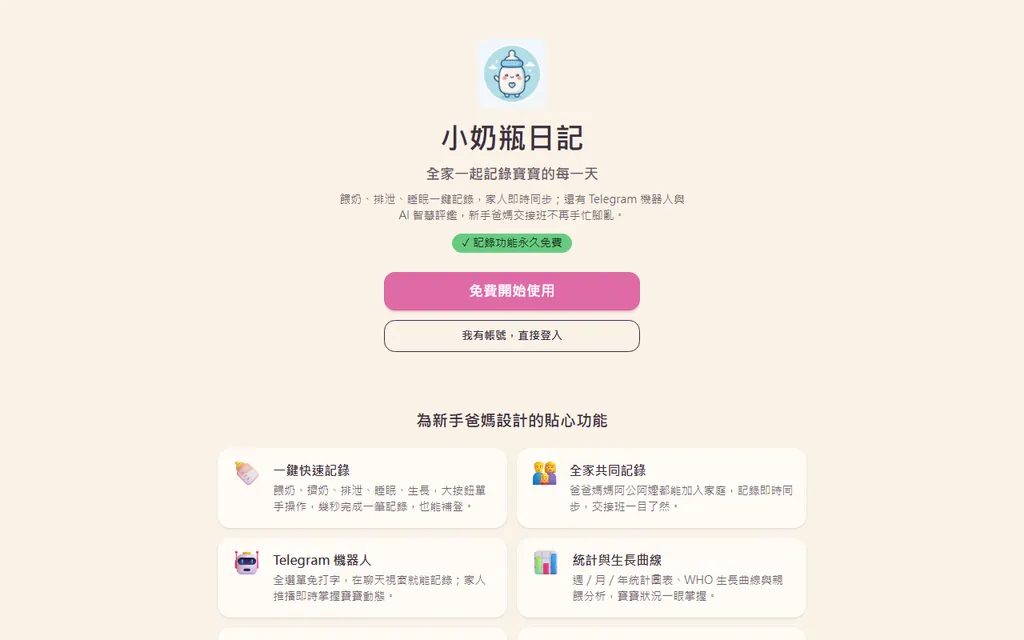 小奶瓶日記
全家一起記錄寶寶的每一天
餵奶、排泄、睡眠一鍵記錄，家人即時同步；還有 Telegram 機器人與
AI 智慧評鑑，新手爸媽交接班不再手忙腳亂。
✓ 記錄功能永久免費
免費開始使用
我有帳號，直接登入
為新手爸媽設計的貼心功能
一鍵快速記錄
餵奶、擠奶、排泄、睡眠、生長，大按鈕單
手操作，幾秒完成一筆記錄，也能補登。
全家共同記錄
爸爸媽媽阿公阿嬤都能加入家庭，記錄即時同
步，交接班一目了然。
Telegram 機器人
全選單免打字，在聊天視窗就能記錄；家人
推播即時掌握寶寶動態。
統計與生長曲線
週 / 月 / 年統計圖表、WHO 生長曲線與親
餵分析，寶寶狀況一眼掌握。